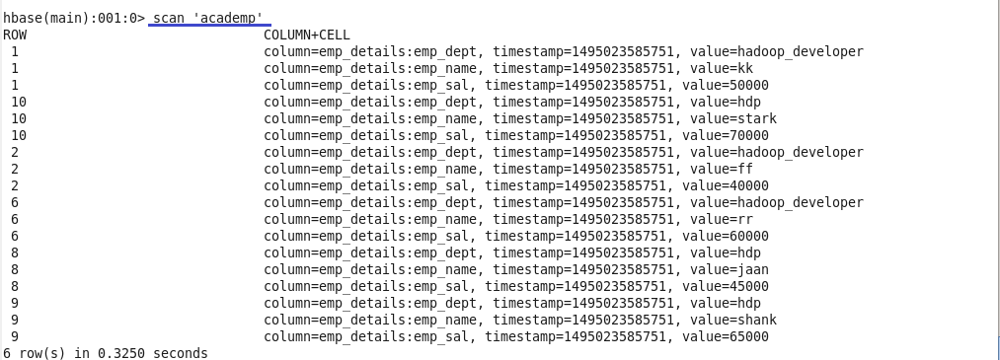 hbase(main):001:0> scan 'academp'
ROW COLUMN+CELL
1 column=emp_details:emp_dept, timestamp=1495023585751, value=hadoop_developer
1 column=emp_details:emp_name, timestamp=1495023585751, value=kk
1 column=emp_details:emp_sal, timestamp=1495023585751, value=50000
10 column=emp_details:emp_dept, timestamp=1495023585751, value=hdp
10 column=emp_details:emp_name, timestamp=1495023585751, value=stark
10 column=emp_details:emp_sal, timestamp=1495023585751, value=70000
2 column=emp_details:emp_dept, timestamp=1495023585751, value=hadoop_developer
2 column=emp_details:emp_name, timestamp=1495023585751, value=ff
2 column=emp_details:emp_sal, timestamp=1495023585751, value=40000
6 column=emp_details:emp_dept, timestamp=1495023585751, value=hadoop_developer
6 column=emp_details:emp_name, timestamp=1495023585751, value=rr
6 column=emp_details:emp_sal, timestamp=1495023585751, value=60000
8 column=emp_details:emp_dept, timestamp=1495023585751, value=hdp
8 column=emp_details:emp_name, timestamp=1495023585751, value=jaan
8 column=emp_details:emp_sal, timestamp=1495023585751, value=45000
9 column=emp_details:emp_dept, timestamp=1495023585751, value=hdp
9 column=emp_details:emp_name, timestamp=1495023585751, value=shank
9 column=emp_details:emp_sal, timestamp=1495023585751, value=65000
6 row(s) in 0.3250 seconds